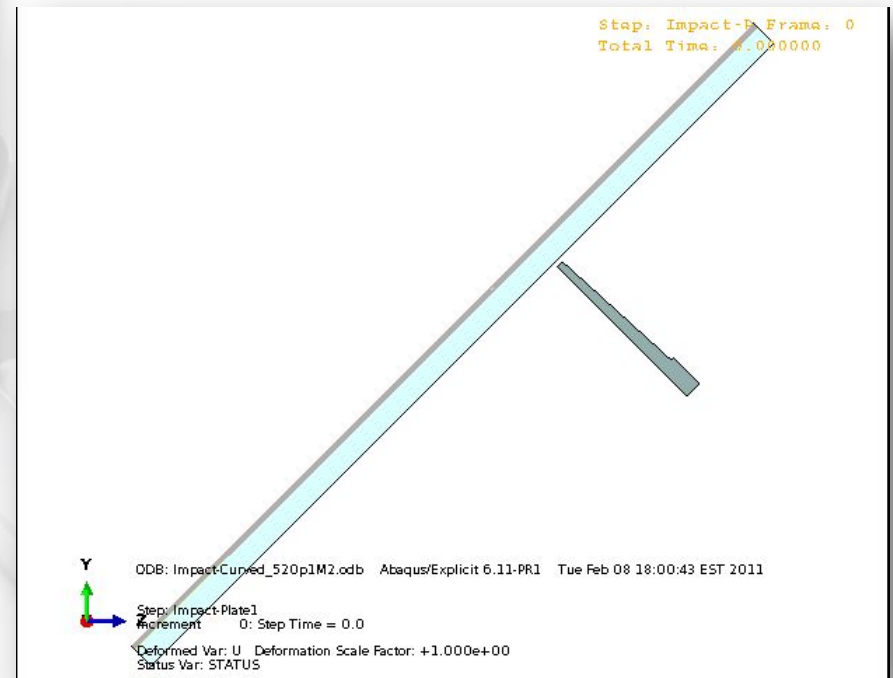 Step: Impact-P Frame: 0
Total Time: 0.000000
Y
Z
ODB: Impact-Curved_520p1M2.odb Abaqus/Explicit 6.11-PR1 Tue Feb 08 18:00:43 EST 2011
Step: Impact-Plate1
Increment 0: Step Time = 0.0
Deformed Var: U Deformation Scale Factor: +1.000e+00
Status Var: STATUS